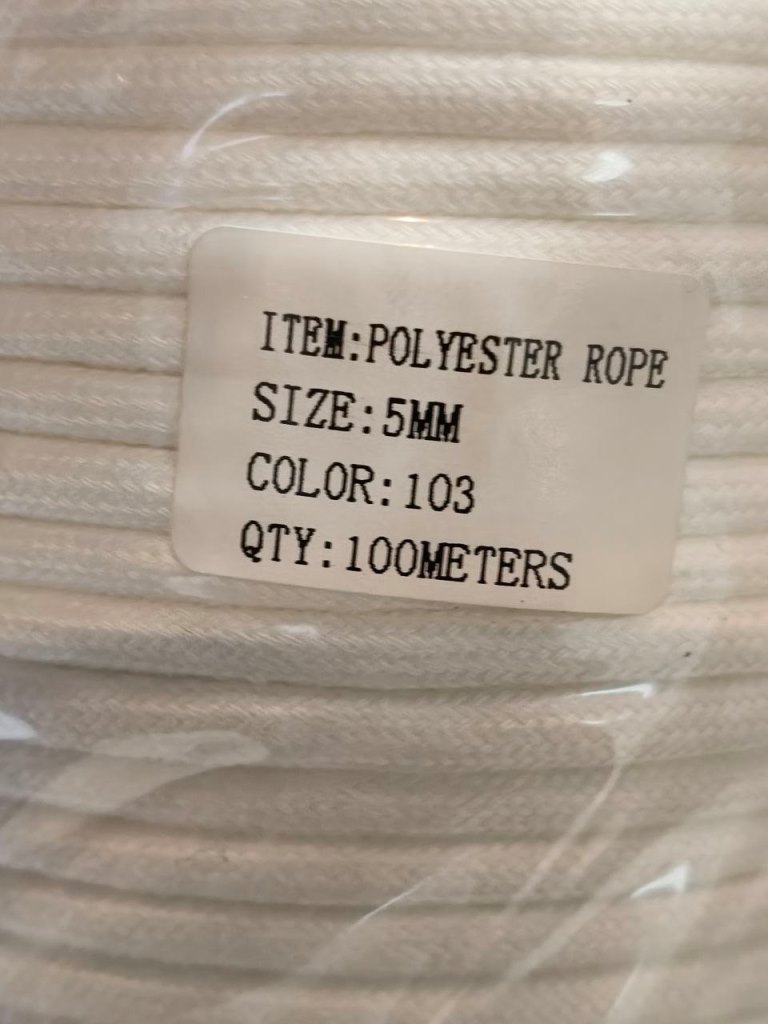 ITEM:POLYESTER ROPE
SIZE:5MM
COLOR:103
QTY:100METERS